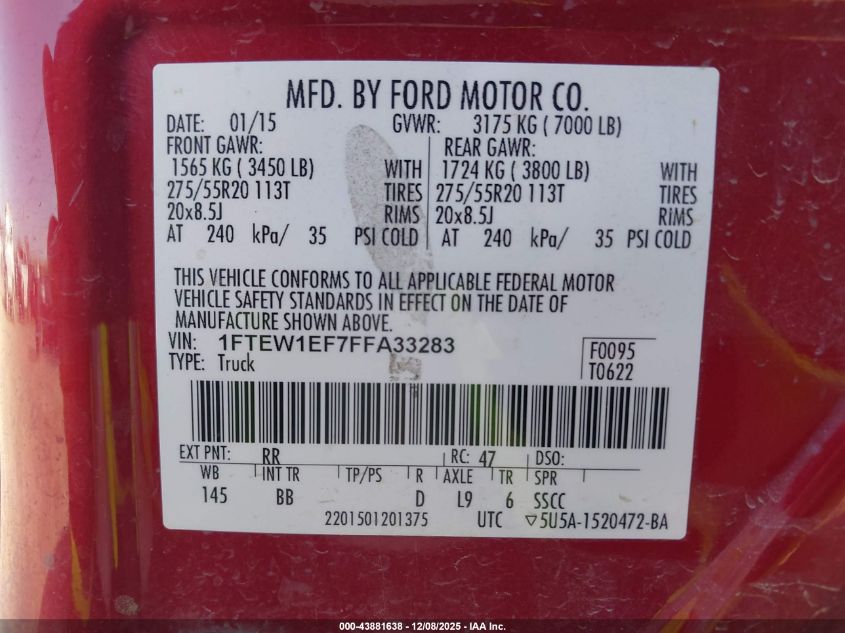 MFD. BY FORD MOTOR CO.
DATE: 01/15 GVWR: 3175 KG ( 7000 LB)
FRONT GAWR: REAR GAWR:
1565 KG ( 3450 LB) WITH 1724 KG ( 3800 LB) WITH
275/55R20 113T TIRES 275/55R20 113T TIRES
20x8.5J RIMS 20x8.5J RIMS
AT 240 kPa/ 35 PSI COLD AT 240 kPa/ 35 PSI COLD
THIS VEHICLE CONFORMS TO ALL APPLICABLE FEDERAL MOTOR
VEHICLE SAFETY STANDARDS IN EFFECT ON THE DATE OF
MANUFACTURE SHOWN ABOVE.
VIN: 1FTEW1EF7FFA33283 F0095
TYPE: Truck T0622
EXT PNT: RR RC: 47 DSO:
WB INT TR TP/PS R AXLE TR SPR
145 BB D L9 6 SSCC
2201501201375 UTC ▽5U5A-1520472-BA
000-43881638 - 12/08/2025 - IAA Inc.